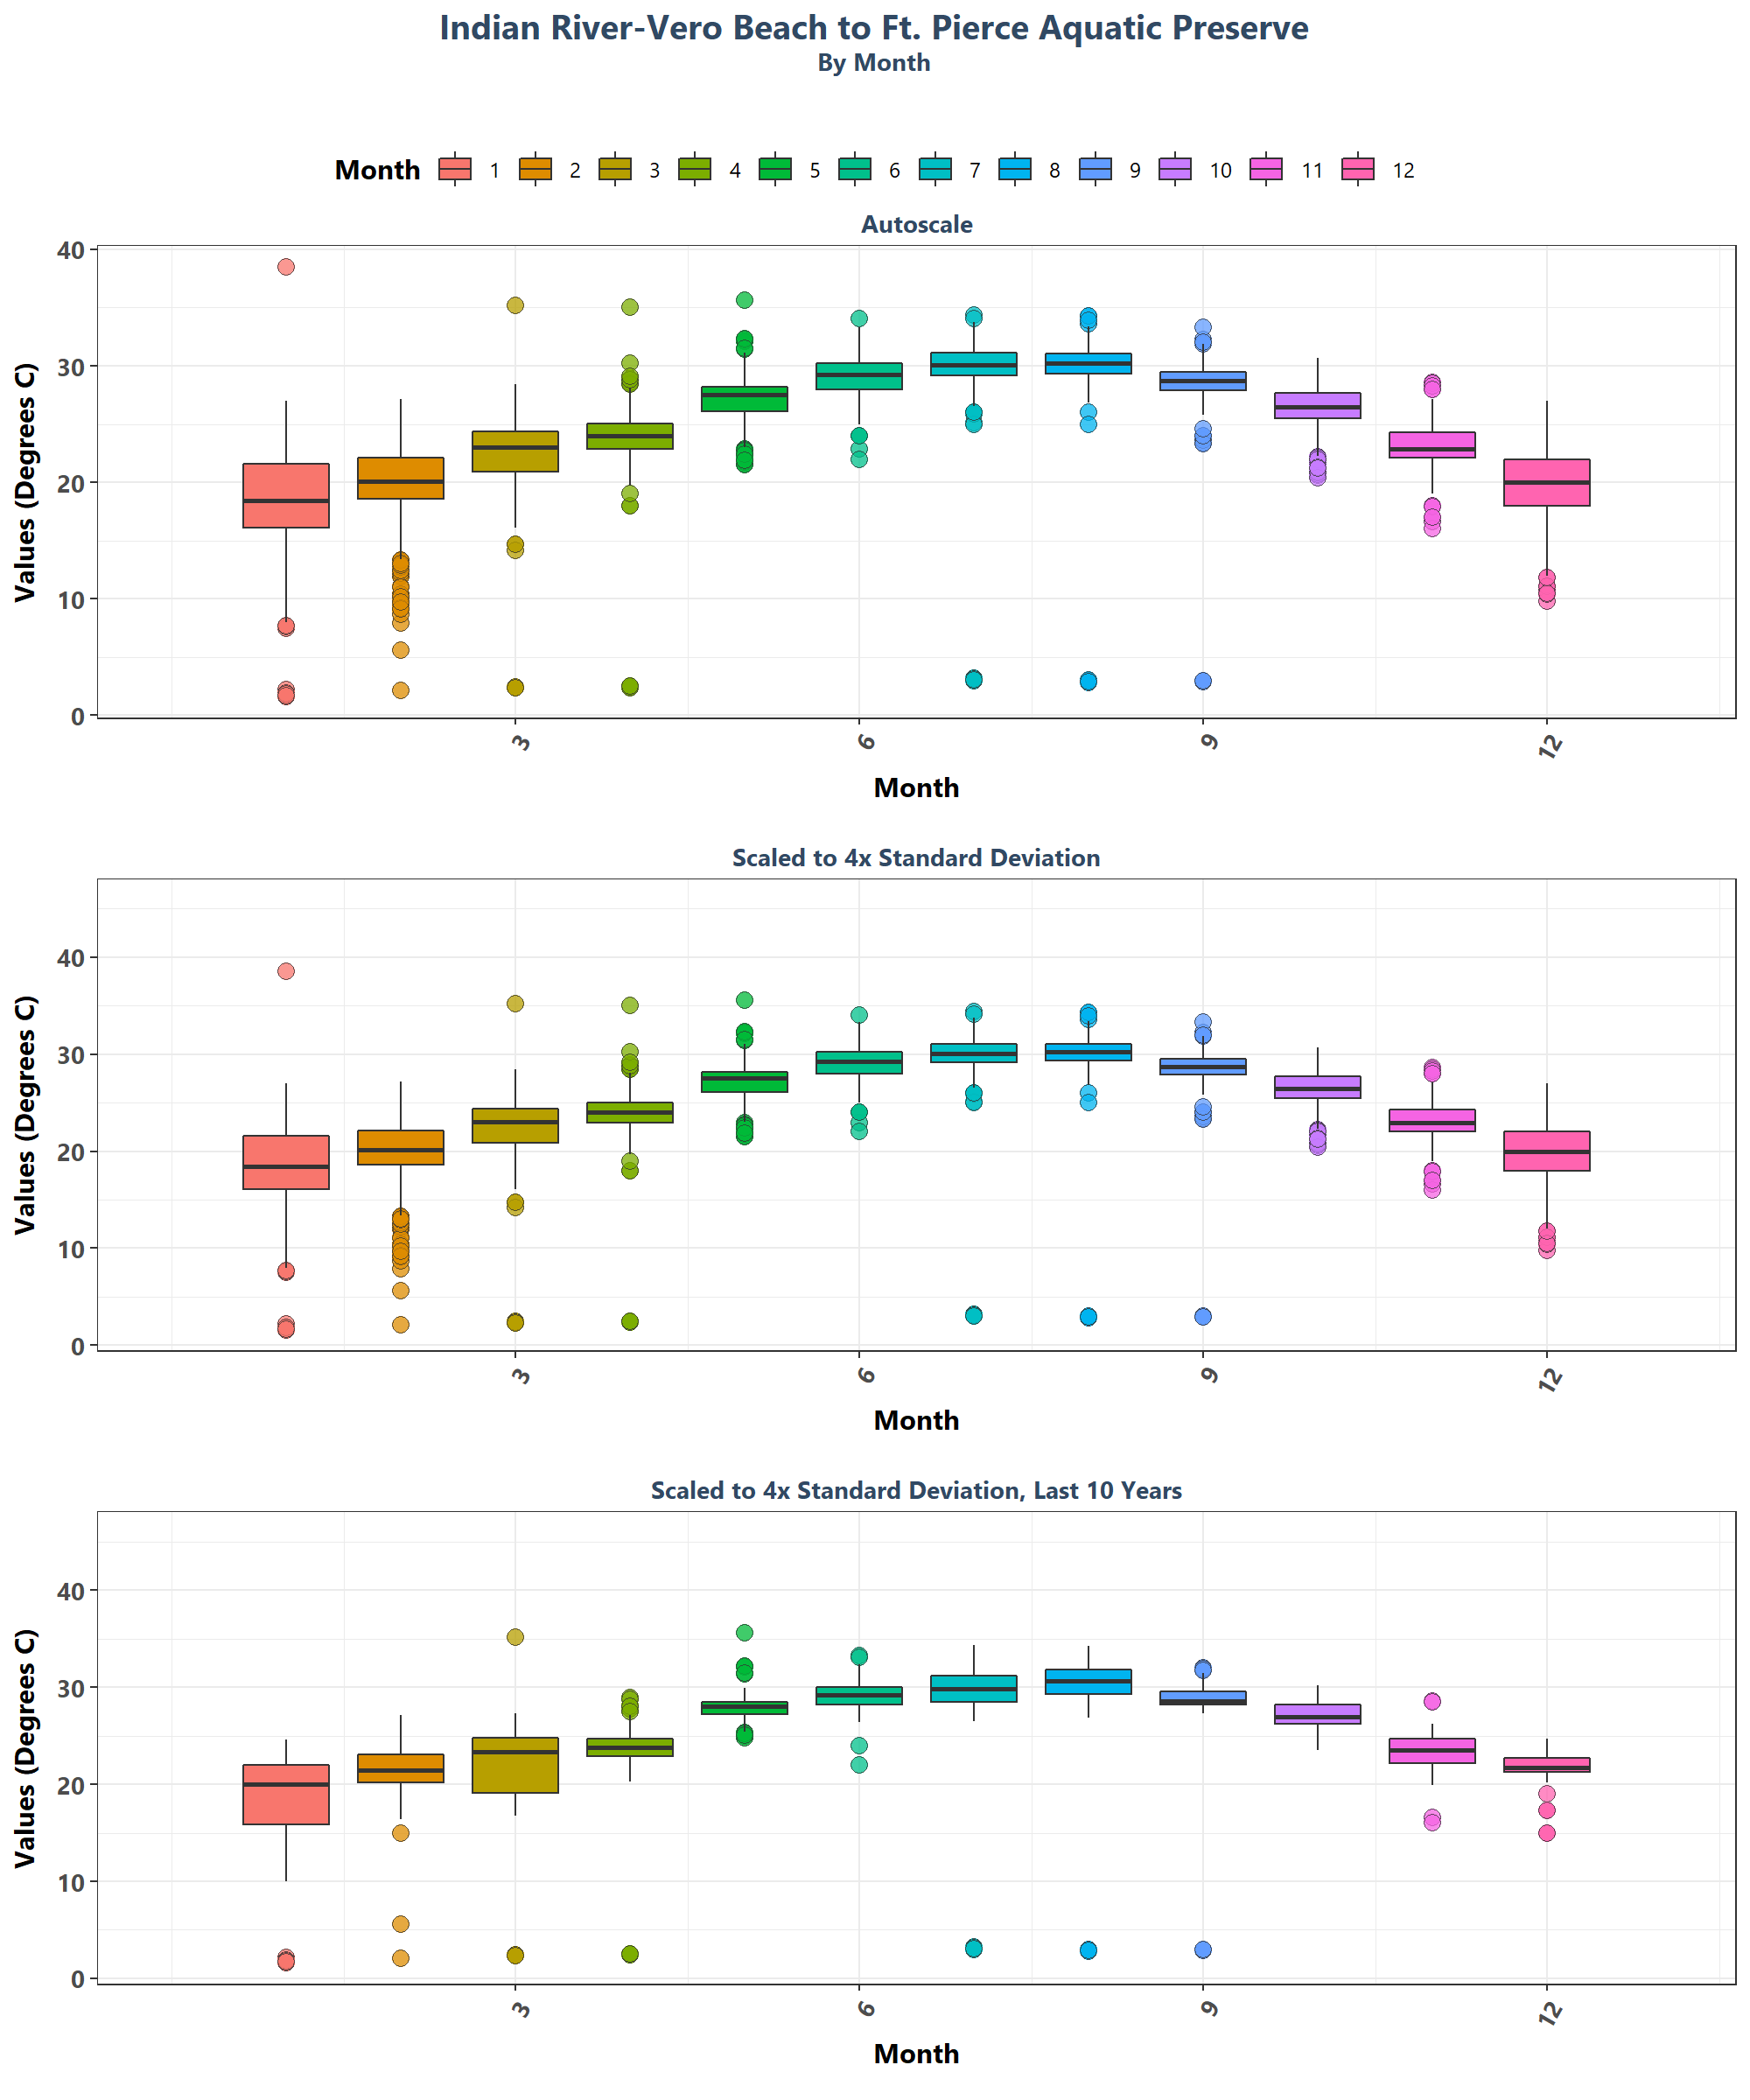 Indian River-Vero Beach to Ft. Pierce Aquatic Preserve
By Month
Month 1 2 3 4 5 6 7 8 9 10 11 12
Autoscale
Values (Degrees C)
40
30
20
10
0
3 6 9 12
Month
Scaled to 4x Standard Deviation
Values (Degrees C)
40
30
20
10
0
3 6 9 12
Month
Scaled to 4x Standard Deviation, Last 10 Years
Values (Degrees C)
40
30
20
10
0
3 6 9 12
Month